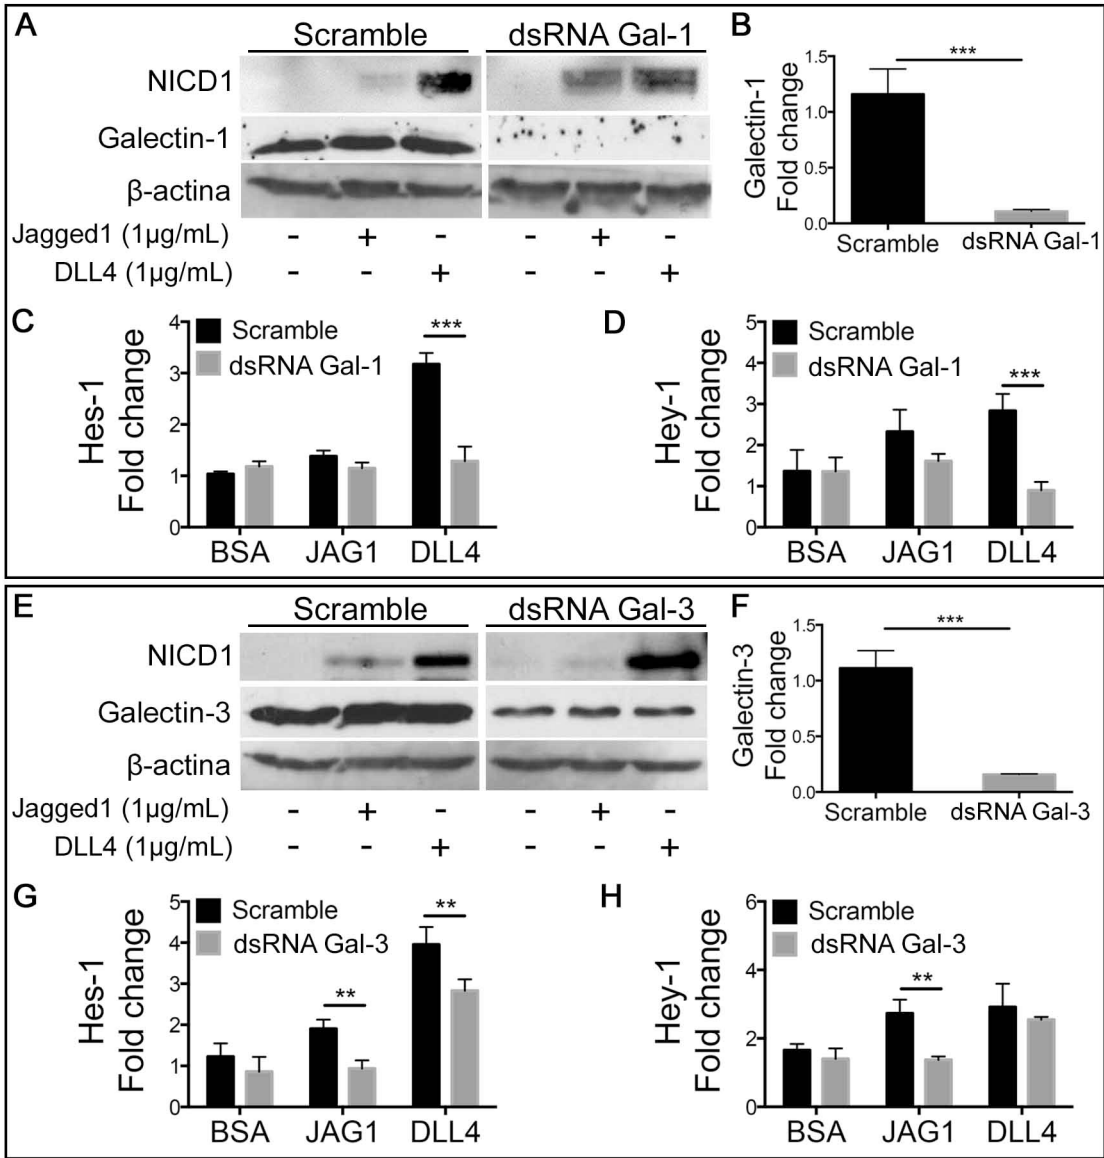 A
Scramble
dsRNA Gal-1
NICD1
Galectin-1
β-actina
Jagged1 (1µg/mL)
- + - - + -
DLL4 (1µg/mL)
- - + - - +
B
Galectin-1
Fold change
1.5
1.0
0.5
0.0
***
Scramble
dsRNA Gal-1
C
Hes-1
Fold change
4
3
2
1
0
Scramble
dsRNA Gal-1
***
BSA
JAG1
DLL4
D
Hey-1
Fold change
5
4
3
2
1
0
Scramble
dsRNA Gal-1
***
BSA
JAG1
DLL4
E
Scramble
dsRNA Gal-3
NICD1
Galectin-3
β-actina
Jagged1 (1µg/mL)
- + - - + -
DLL4 (1µg/mL)
- - + - - +
F
Galectin-3
Fold change
1.5
1.0
0.5
0.0
***
Scramble
dsRNA Gal-3
G
Hes-1
Fold change
5
4
3
2
1
0
Scramble
dsRNA Gal-3
**
**
BSA
JAG1
DLL4
H
Hey-1
Fold change
6
4
2
0
Scramble
dsRNA Gal-3
**
BSA
JAG1
DLL4